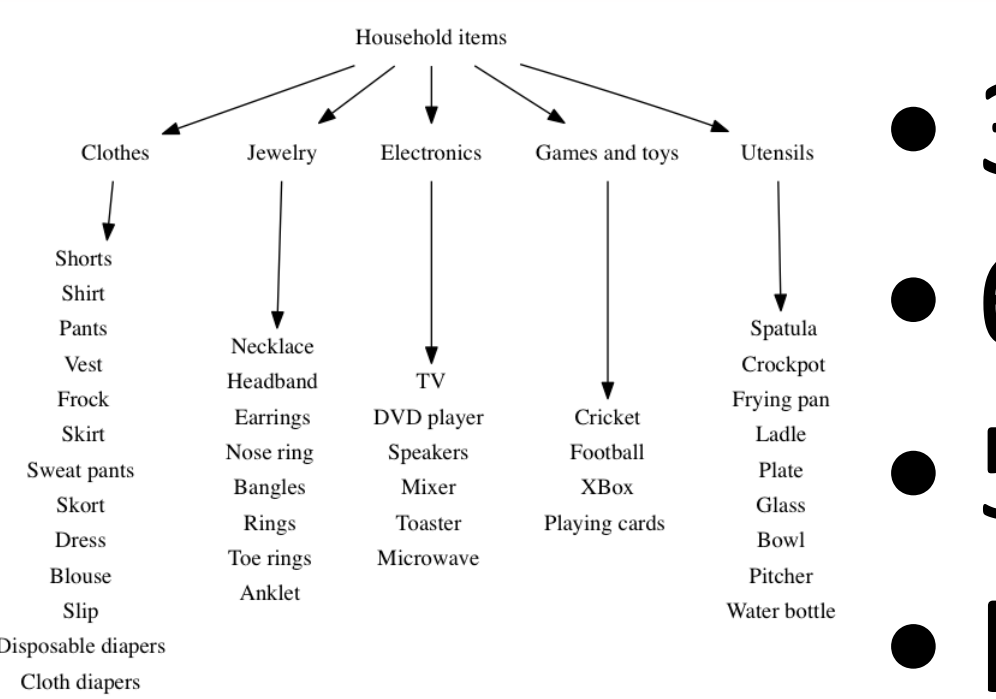 Household items
Clothes Jewelry Electronics Games and toys Utensils
Shorts
Shirt
Pants
Vest
Frock
Skirt
Sweat pants
Skort
Dress
Blouse
Slip
Disposable diapers
Cloth diapers
Necklace
Headband
Earrings
Nose ring
Bangles
Rings
Toe rings
Anklet
TV
DVD player
Speakers
Mixer
Toaster
Microwave
Cricket
Football
XBox
Playing cards
Spatula
Crockpot
Frying pan
Ladle
Plate
Glass
Bowl
Pitcher
Water bottle